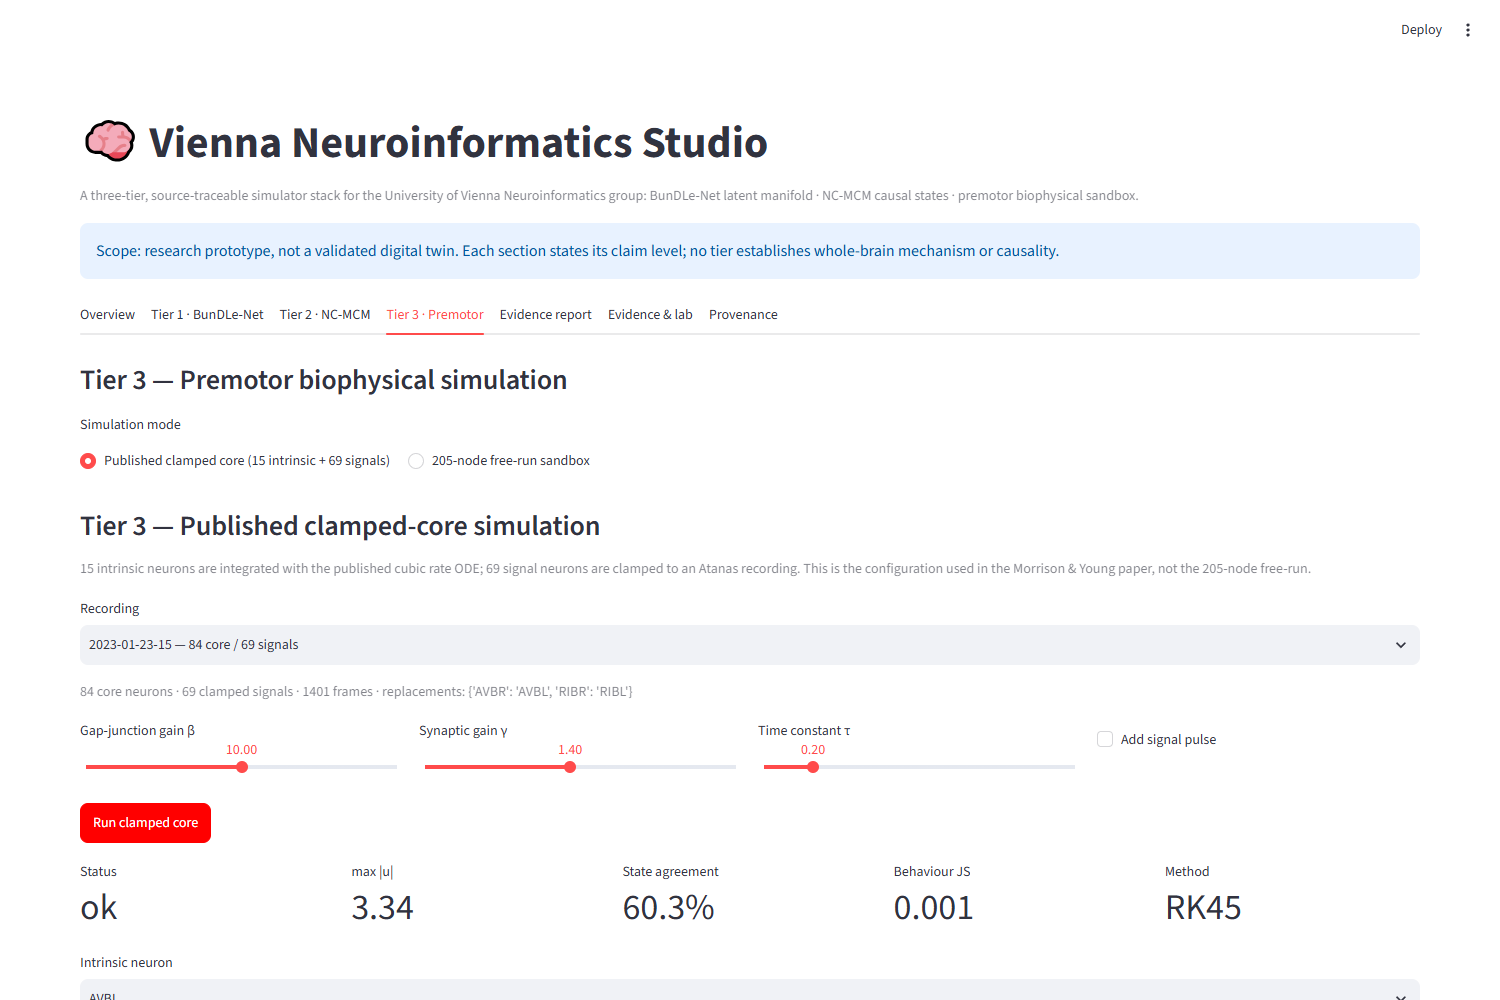 Deploy
Vienna Neuroinformatics Studio
A three-tier, source-traceable simulator stack for the University of Vienna Neuroinformatics group: BunDLe-Net latent manifold · NC-MCM causal states · premotor biophysical sandbox.
Scope: research prototype, not a validated digital twin. Each section states its claim level; no tier establishes whole-brain mechanism or causality.
Overview Tier 1 · BunDLe-Net Tier 2 · NC-MCM Tier 3 · Premotor Evidence report Evidence & lab Provenance
Tier 3 — Premotor biophysical simulation
Simulation mode
Published clamped core (15 intrinsic + 69 signals) 205-node free-run sandbox
Tier 3 — Published clamped-core simulation
15 intrinsic neurons are integrated with the published cubic rate ODE; 69 signal neurons are clamped to an Atanas recording. This is the configuration used in the Morrison & Young paper, not the 205-node free-run.
Recording
2023-01-23-15 — 84 core / 69 signals
84 core neurons · 69 clamped signals · 1401 frames · replacements: {'AVBR': 'AVBL', 'RIBR': 'RIBL'}
Gap-junction gain β Synaptic gain γ Time constant τ
10.00 1.40 0.20
Add signal pulse
Run clamped core
Status max |u| State agreement Behaviour JS Method
ok 3.34 60.3% 0.001 RK45
Intrinsic neuron
AVBL